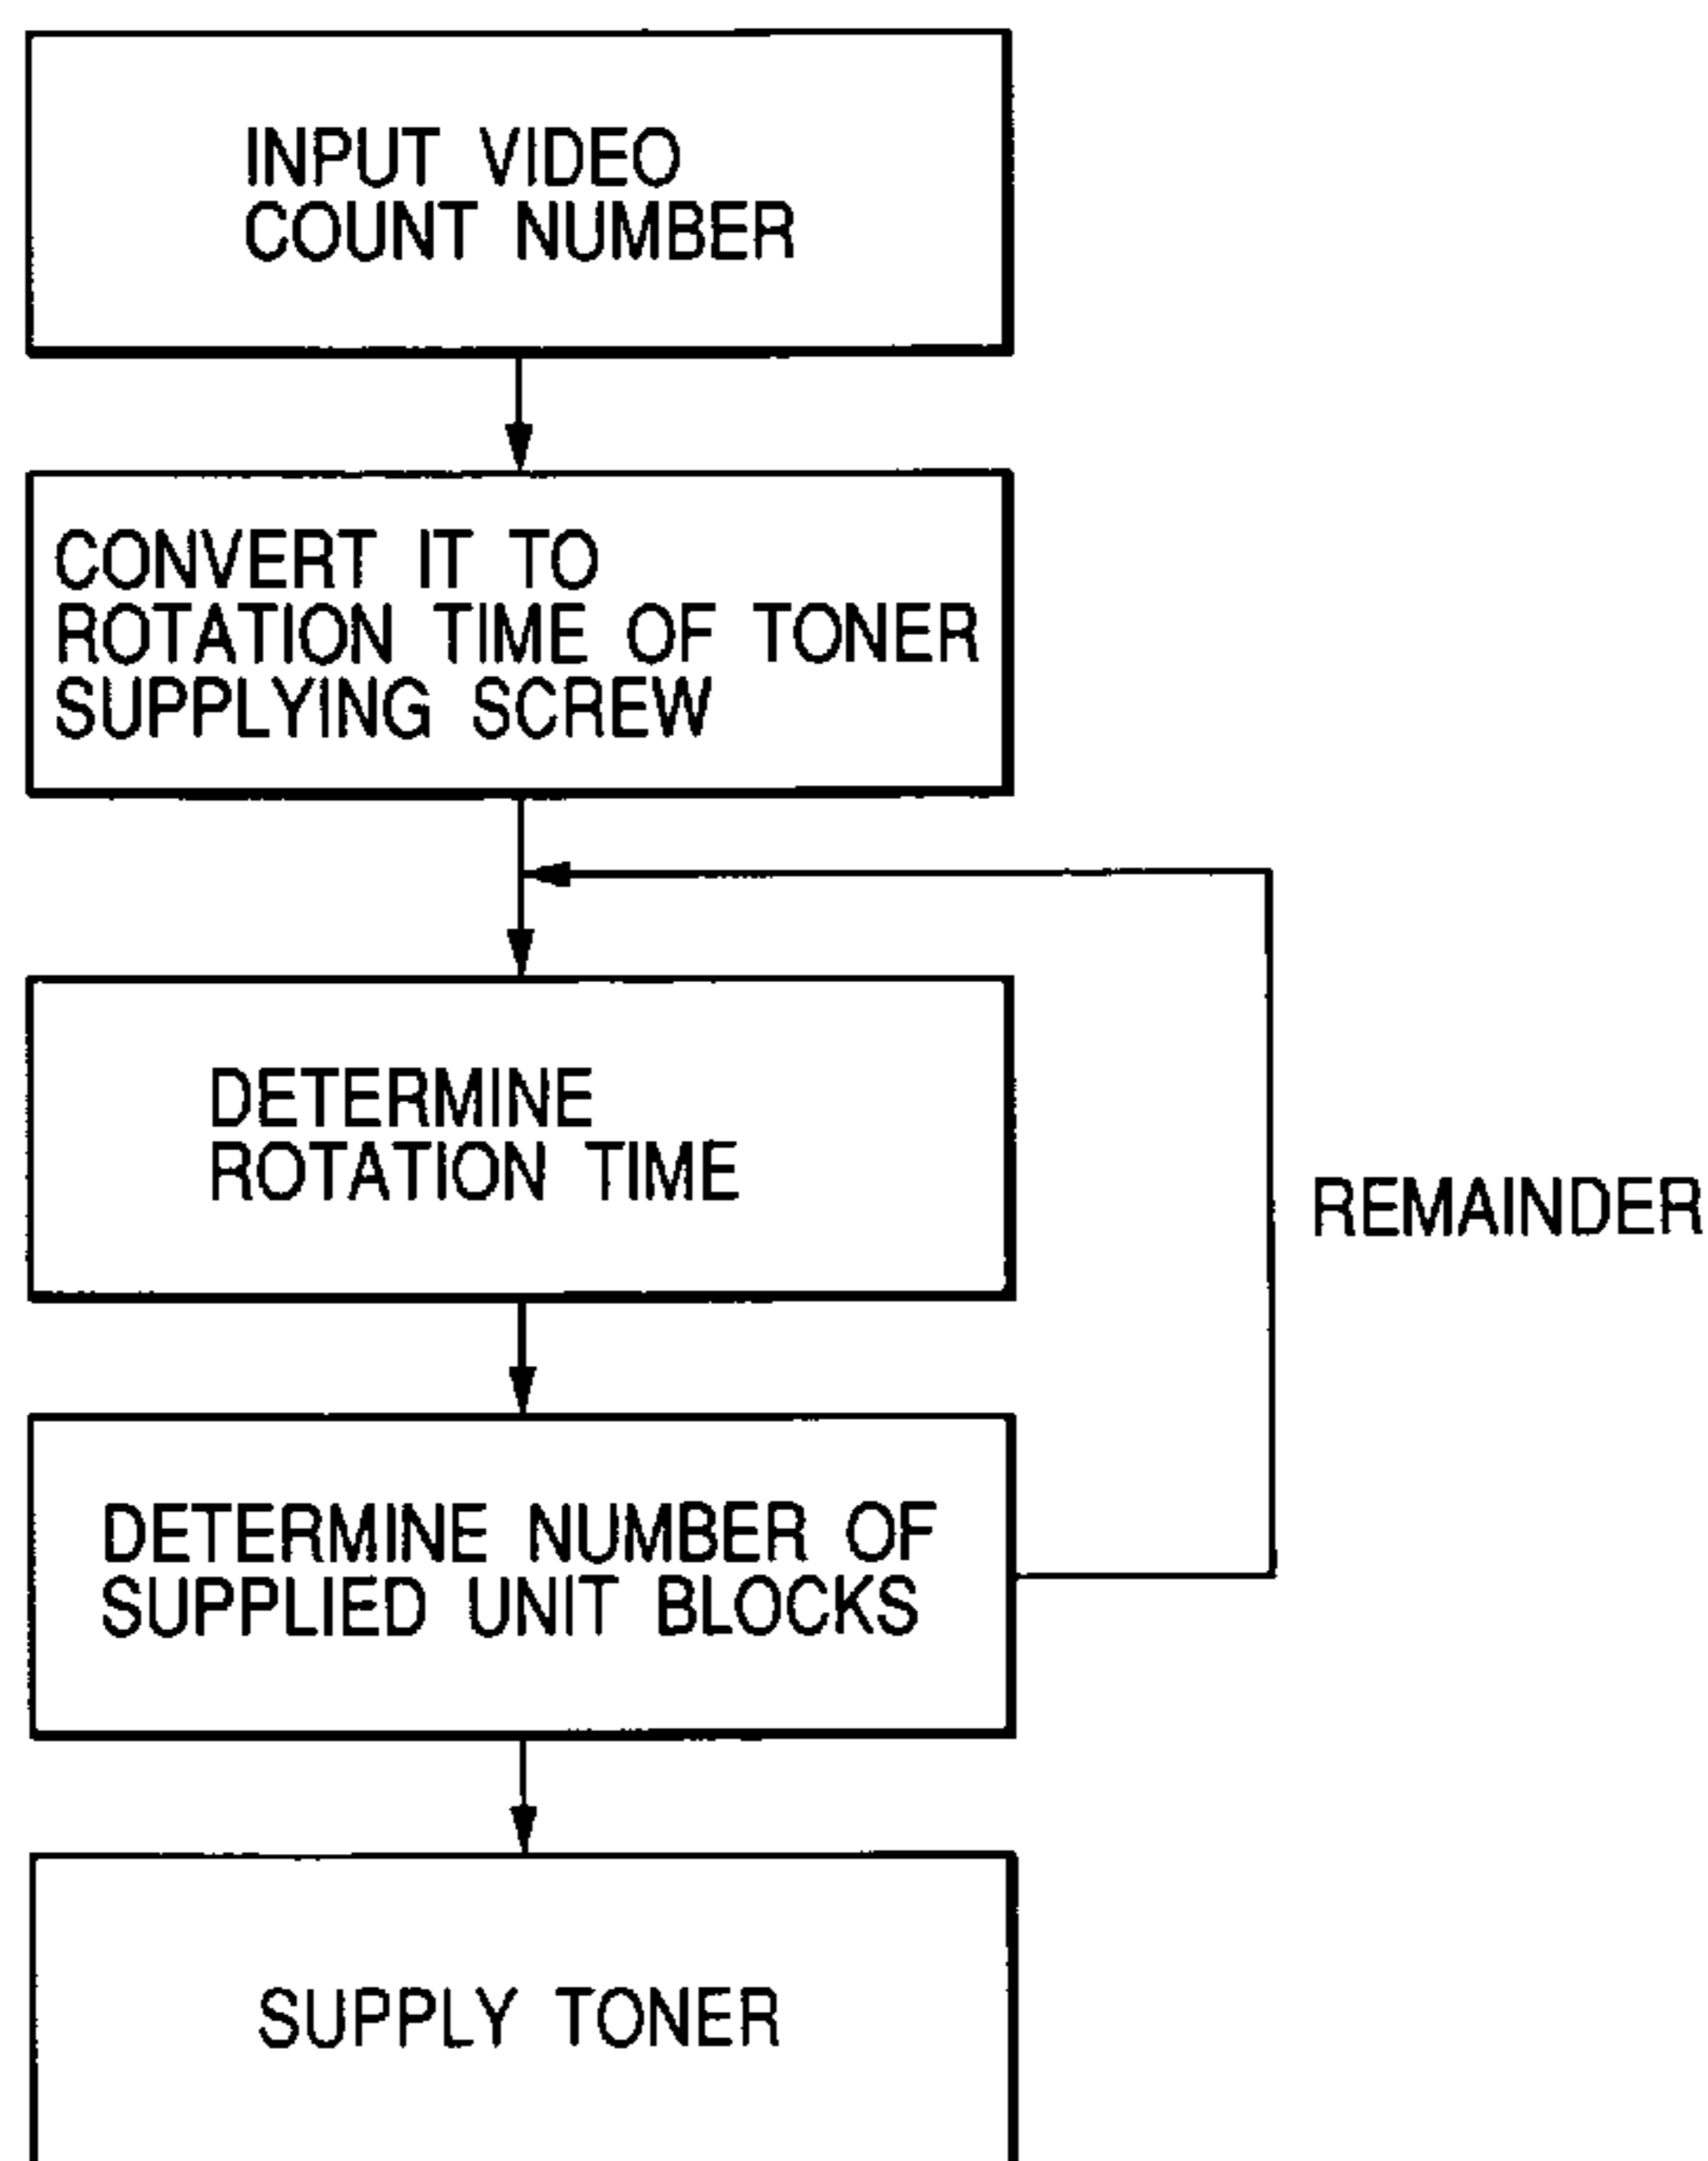 INPUT VIDEO
COUNT NUMBER
CONVERT IT TO
ROTATION TIME OF TONER
SUPPLYING SCREW
DETERMINE
ROTATION TIME
REMAINDER
DETERMINE NUMBER OF
SUPPLIED UNIT BLOCKS
SUPPLY TONER